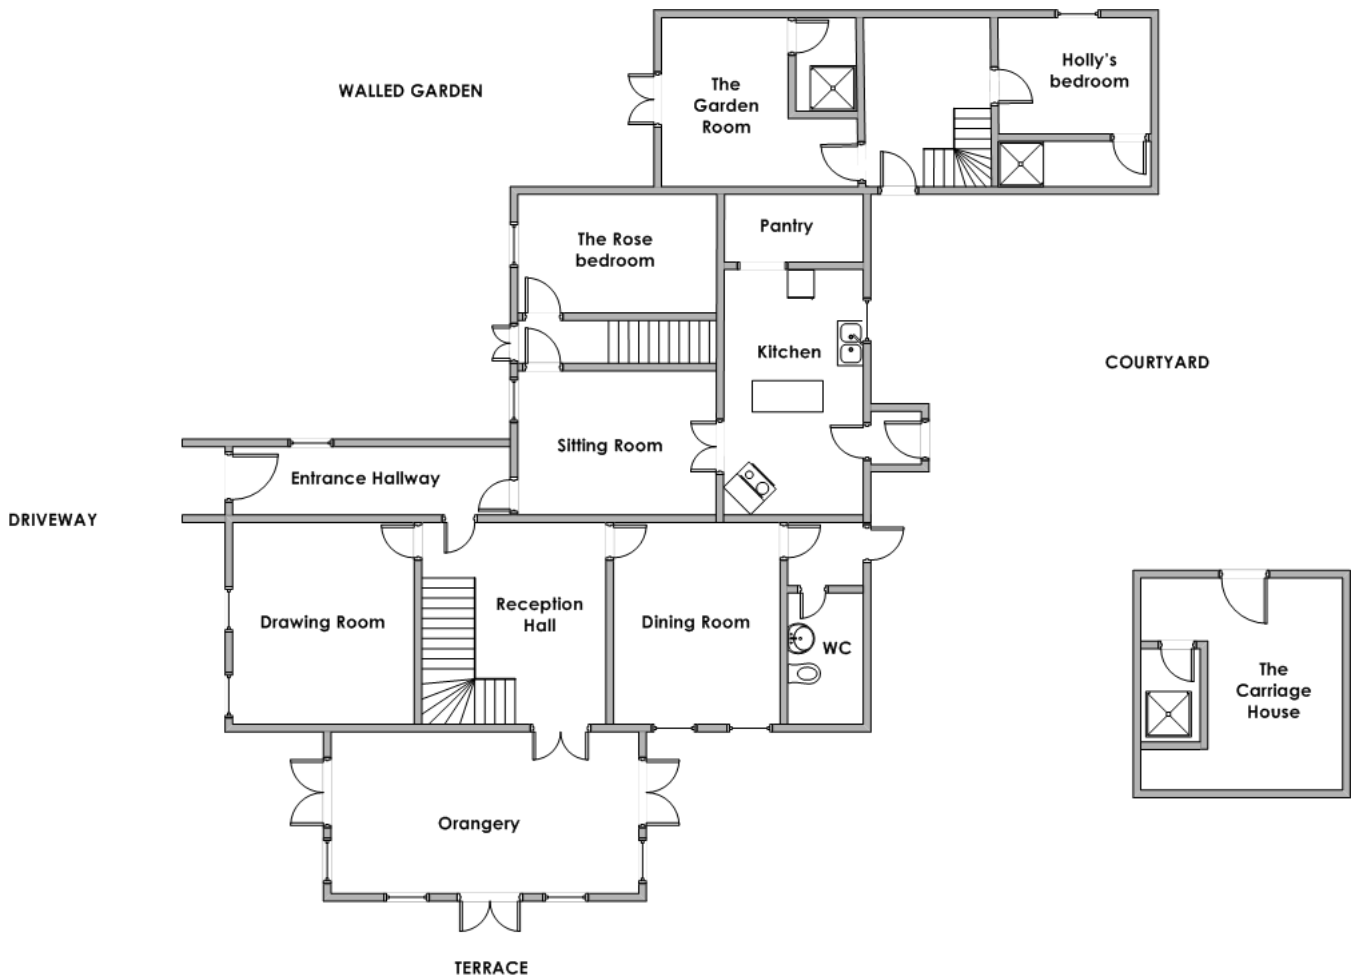 WALLED GARDEN
The
Garden
Room
Holly's
bedroom
The Rose
bedroom
Pantry
Kitchen
COURTYARD
Sitting Room
Entrance Hallway
DRIVEWAY
Drawing Room
Reception
Hall
Dining Room
WC
The
Carriage
House
Orangery
TERRACE